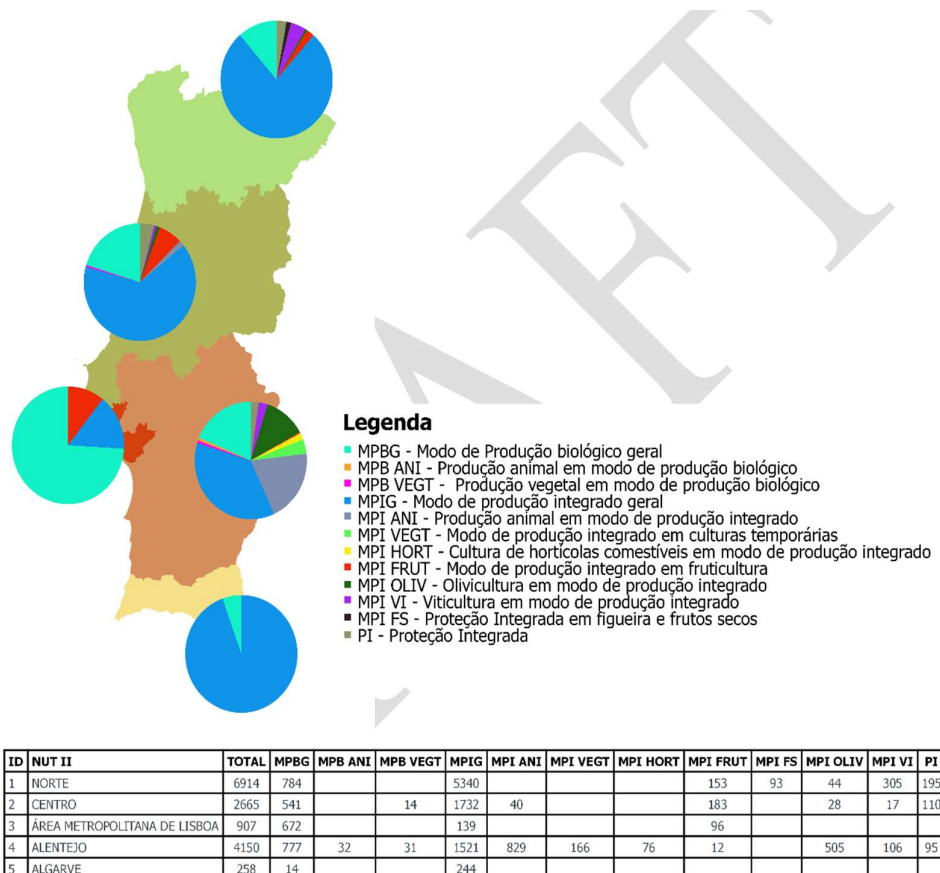 DRAFT
Legenda
MPBG - Modo de Produção biológico geral
MPB ANI - Produção animal em modo de produção biológico
MPB VEGT - Produção vegetal em modo de produção biológico
MPIG - Modo de produção integrado geral
MPI ANI - Produção animal em modo de produção integrado
MPI VEGT - Modo de produção integrado em culturas temporárias
MPI HORT - Cultura de hortícolas comestíveis em modo de produção integrado
MPI FRUT - Modo de produção integrado em fruticultura
MPI OLIV - Olivicultura em modo de produção integrado
MPI VI - Viticultura em modo de produção integrado
MPI FS - Proteção Integrada em figueira e frutos secos
PI - Proteção Integrada
ID NUT II TOTAL MPBG MPB ANI MPB VEGT MPIG MPI ANI MPI VEGT MPI HORT MPI FRUT MPI FS MPI OLIV MPI VI PI
1 NORTE 6914 784 5340 153 93 44 305 195
2 CENTRO 2665 541 14 1732 40 183 28 17 110
3 ÁREA METROPOLITANA DE LISBOA 907 672 139 96
4 ALENTEJO 4150 777 32 31 1521 829 166 76 12 505 106 95
5 ALGARVE 258 14 244